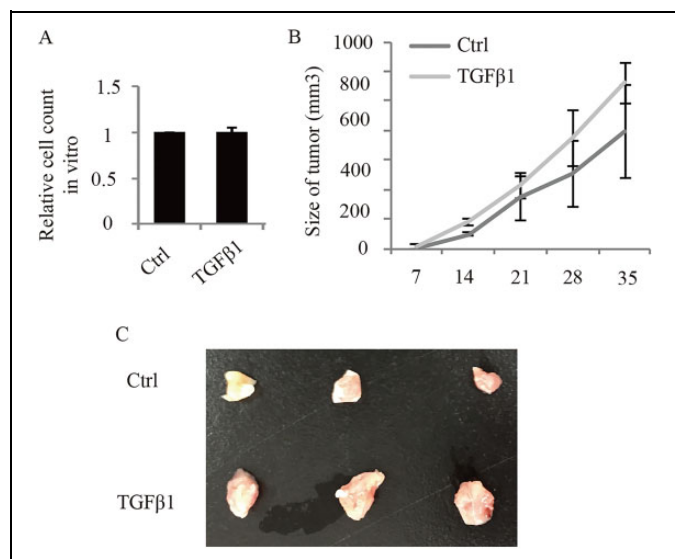 A
Relative cell count
in vitro
1.5
1
0.5
0
Ctrl
TGFβ1
B
Size of tumor (mm3)
1000
800
600
400
200
0
Ctrl
TGFβ1
7 14 21 28 35
C
Ctrl
TGFβ1